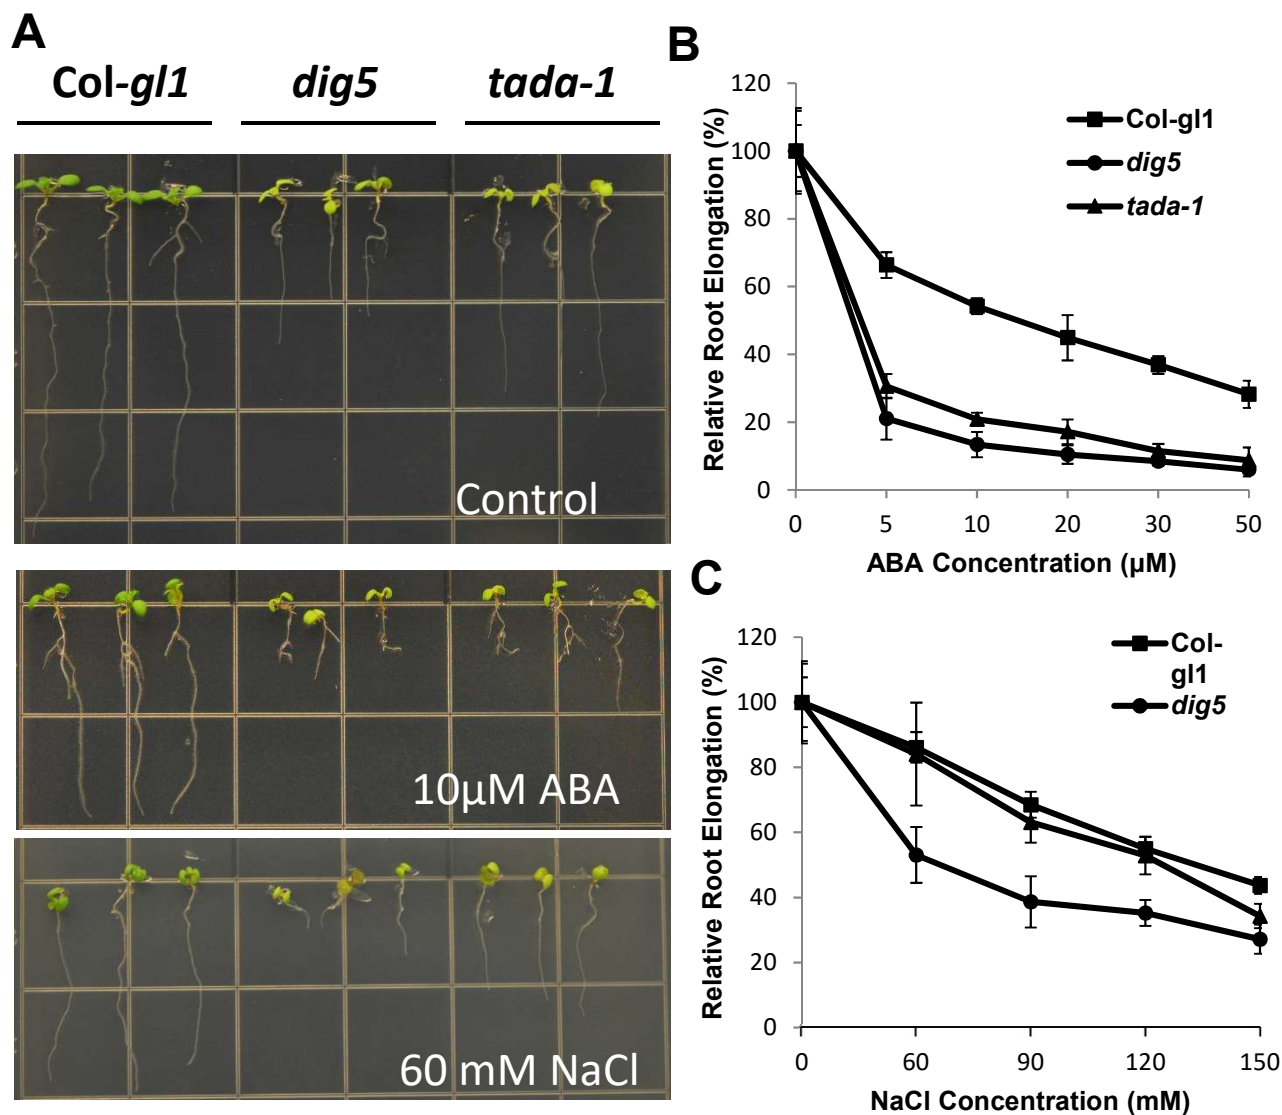 A
Col-gl1
dig5
tada-1
Control
10µM ABA
60 mM NaCl
B
Relative Root Elongation (%)
120
100
80
60
40
20
0
Col-gl1
dig5
tada-1
0 5 10 20 30 50
ABA Concentration (µM)
C
Relative Root Elongation (%)
120
100
80
60
40
20
0
Col-
gl1
dig5
0 60 90 120 150
NaCl Concentration (mM)